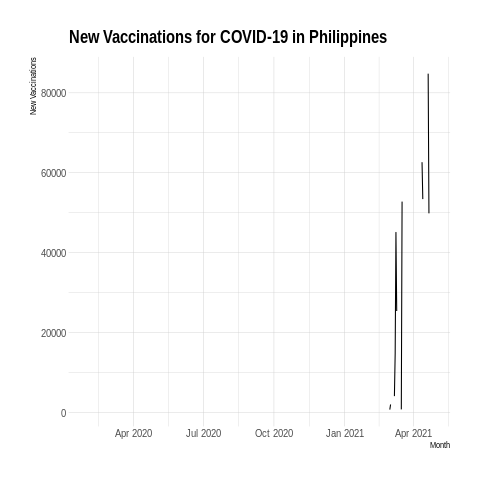 New Vaccinations for COVID-19 in Philippines
New Vaccinations
80000
60000
40000
20000
0
Apr 2020 Jul 2020 Oct 2020 Jan 2021 Apr 2021
Month